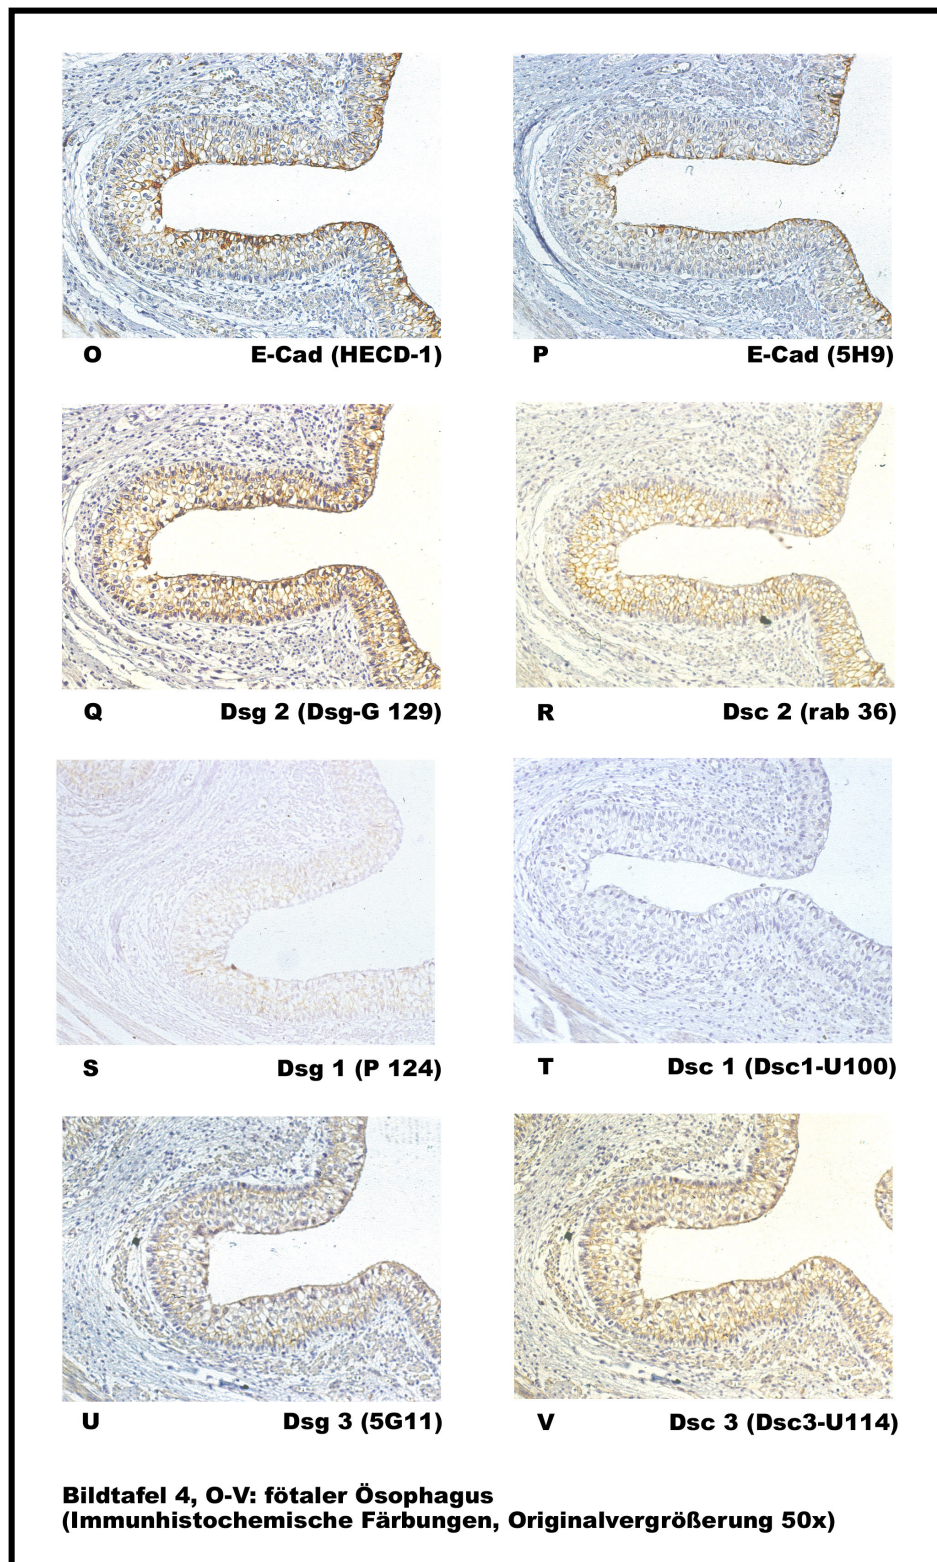 O E-Cad (HECD-1)
P E-Cad (5H9)
Q Dsg 2 (Dsg-G 129)
R Dsc 2 (rab 36)
S Dsg 1 (P 124)
T Dsc 1 (Dsc1-U100)
U Dsg 3 (5G11)
V Dsc 3 (Dsc3-U114)
Bildtafel 4, O-V: fötaler Ösophagus
(Immunhistochemische Färbungen, Originalvergrößerung 50x)